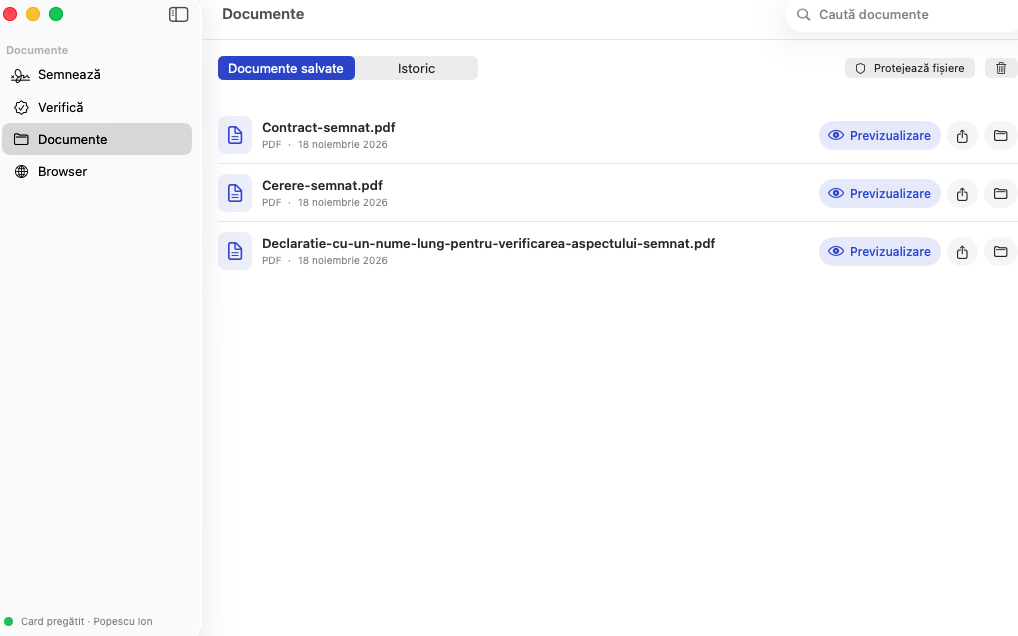 Documente
Caută documente
Documente
Semnează
Verifică
Documente
Browser
Documente salvate
Istoric
Protejează fișiere
Contract-semnat.pdf
PDF · 18 noiembrie 2026
Previzualizare
Cerere-semnat.pdf
PDF · 18 noiembrie 2026
Previzualizare
Declaratie-cu-un-nume-lung-pentru-verificarea-aspectului-semnat.pdf
PDF · 18 noiembrie 2026
Previzualizare
Card pregătit · Popescu Ion